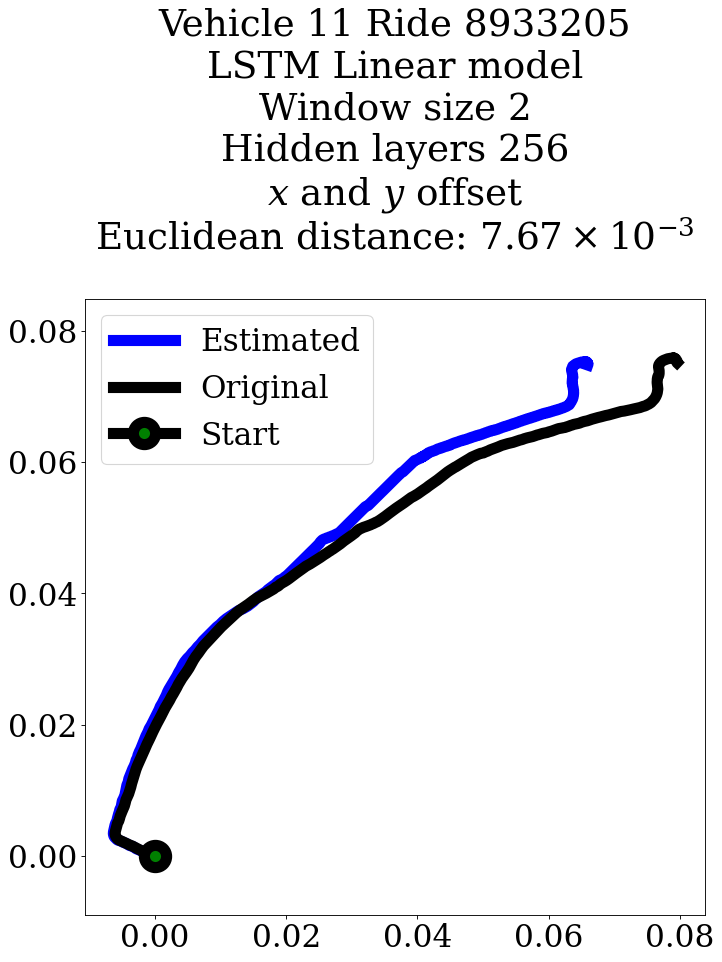 Vehicle 11 Ride 8933205
LSTM Linear model
Window size 2
Hidden layers 256
x and y offset
Euclidean distance: 7.67 × 10⁻³
Estimated
Original
Start
0.08
0.06
0.04
0.02
0.00
0.00 0.02 0.04 0.06 0.08